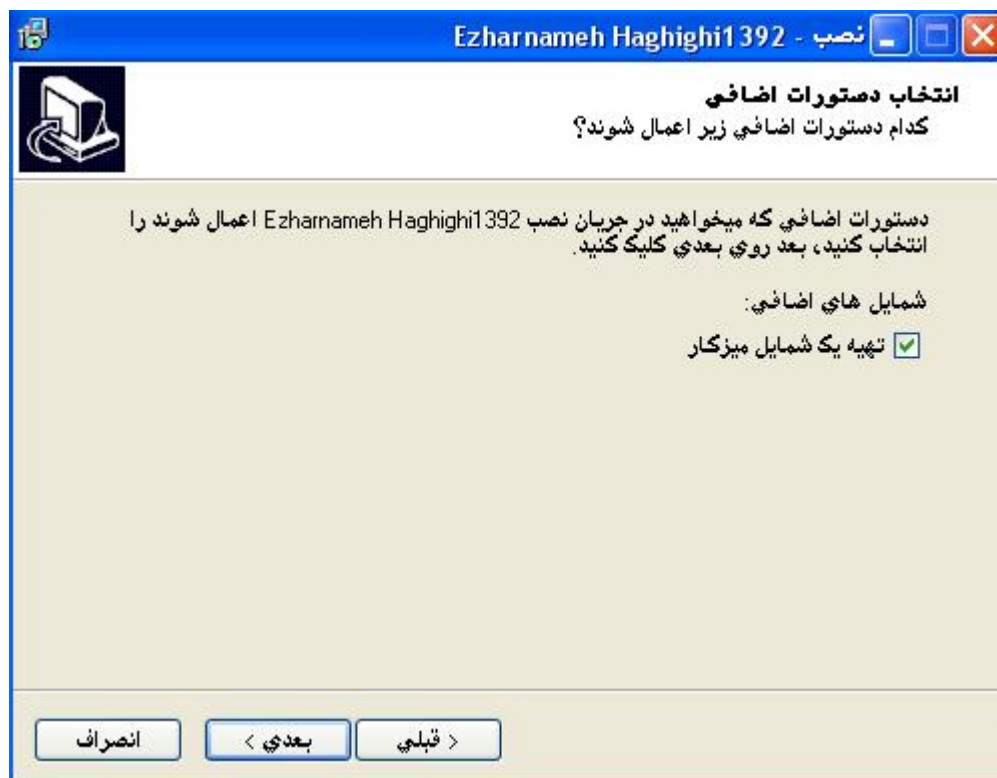 نصب - Ezharnameh Haghighi1392
انتخاب دستورات اضافي
كدام دستورات اضافي زير اعمال شوند؟
دستورات اضافي كه ميخواهيد در جريان نصب Ezharnameh Haghighi1392 اعمال شوند را
انتخاب كنيد، بعد روي بعدي كليك كنيد.
شمايل هاي اضافي:
تهيه يك شمايل ميزكار
< قبلي
بعدي >
انصراف